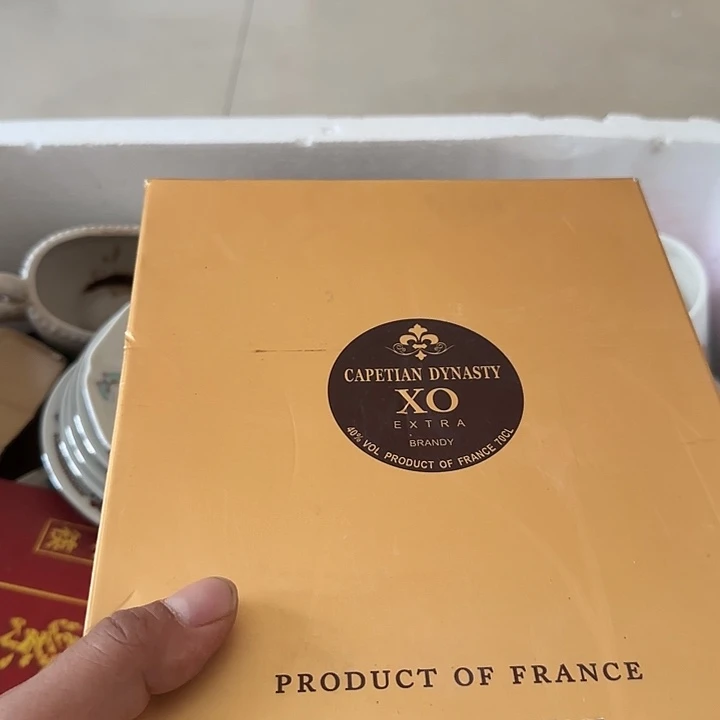 CAPETIAN DYNASTY
XO
EXTRA
BRANDY
40% VOL PRODUCT OF FRANCE 70CL
PRODUCT OF FRANCE